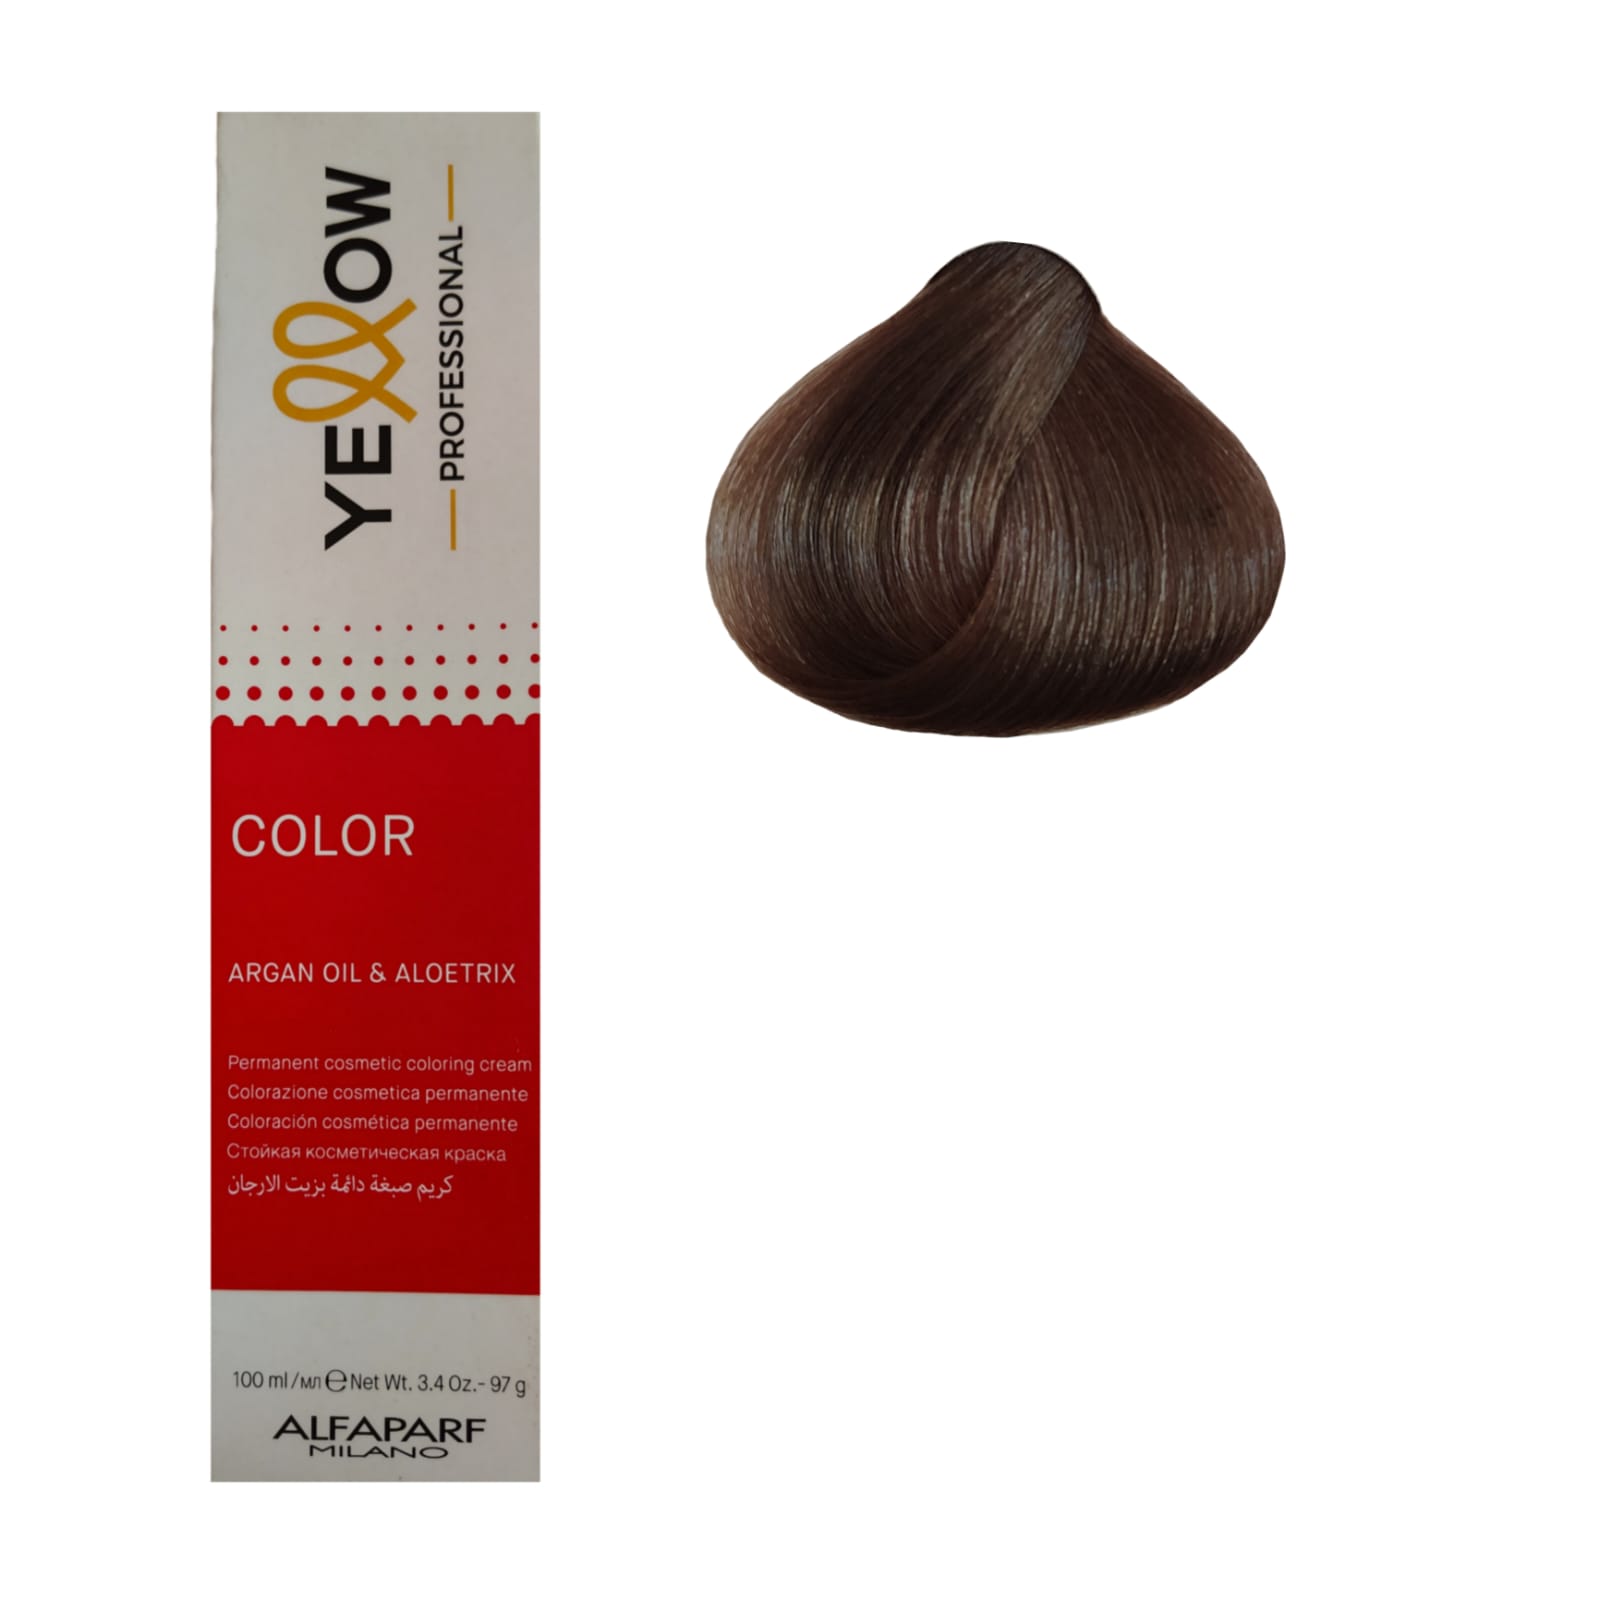 YELLOW
PROFESSIONAL
COLOR
ARGAN OIL & ALOETRIX
Permanent cosmetic coloring cream
Colorazione cosmetica permanente
Coloración cosmética permanente
Стойкая косметическая краска
كريم صبغة دائمة بزيت الارجان
100 ml/мл ℮ Net Wt. 3.4 Oz.- 97 g
ALFAPARF
MILANO